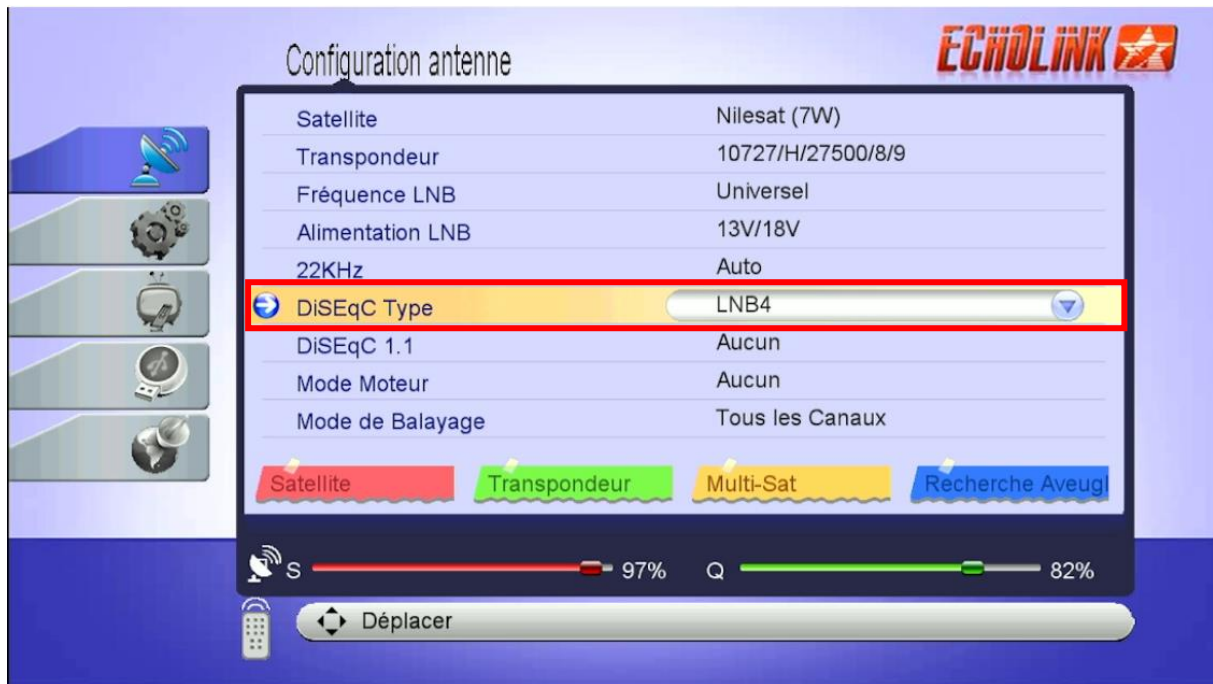 ECHOLINK
Configuration antenne
Satellite Nilesat (7W)
Transpondeur 10727/H/27500/8/9
Fréquence LNB Universel
Alimentation LNB 13V/18V
22KHz Auto
DiSEqC Type LNB4
DiSEqC 1.1 Aucun
Mode Moteur Aucun
Mode de Balayage Tous les Canaux
Satellite Transpondeur Multi-Sat Recherche Aveugl
S 97% Q 82%
Déplacer